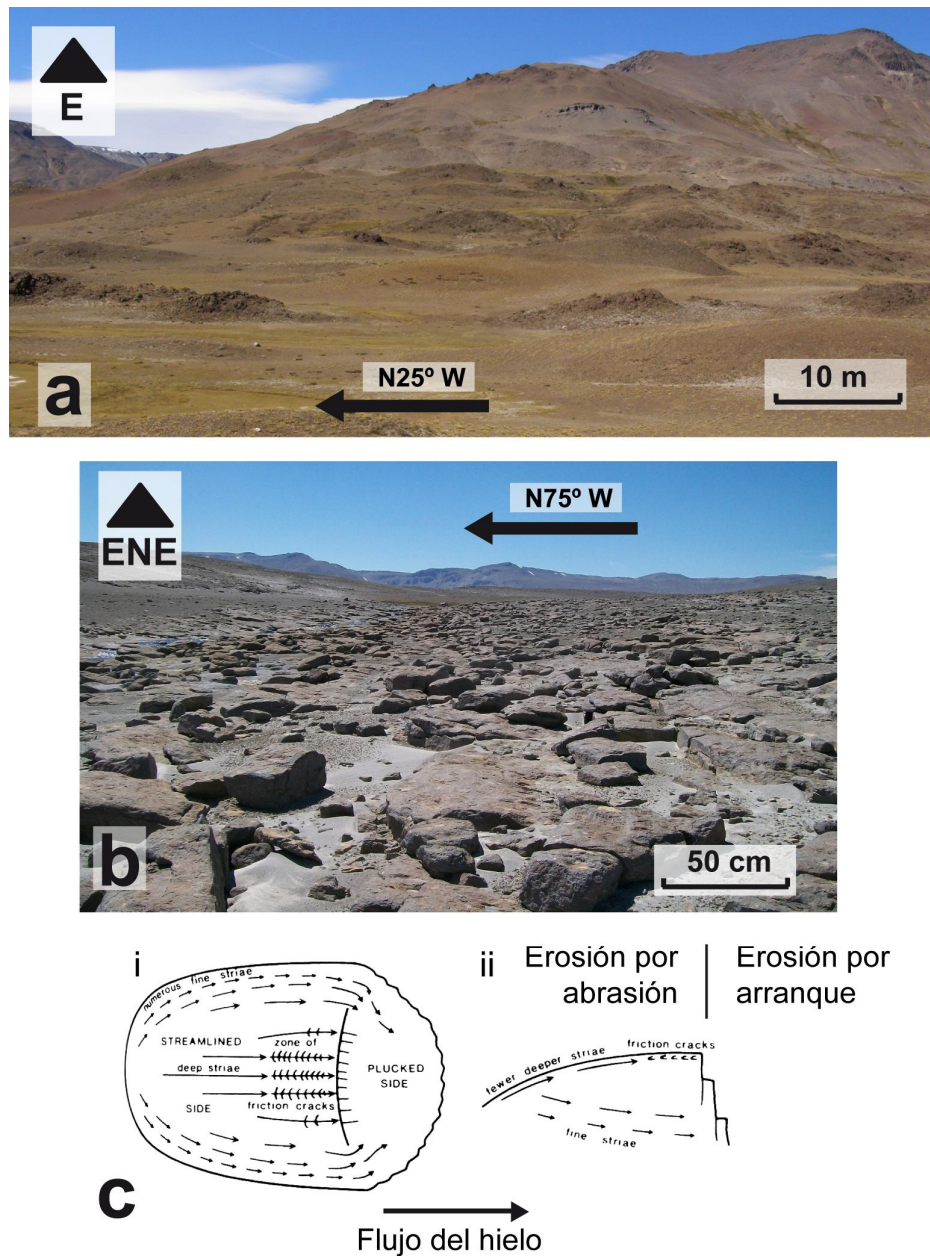 E
N25º W
10 m
a
N75º W
ENE
b
50 cm
i
numerous fine striae
STREAMLINED
zone of
deep striae
SIDE
friction cracks
PLUCKED
SIDE
ii
Erosión por
abrasión
Erosión por
arranque
friction cracks
fewer deeper striae
fine striae
c
Flujo del hielo